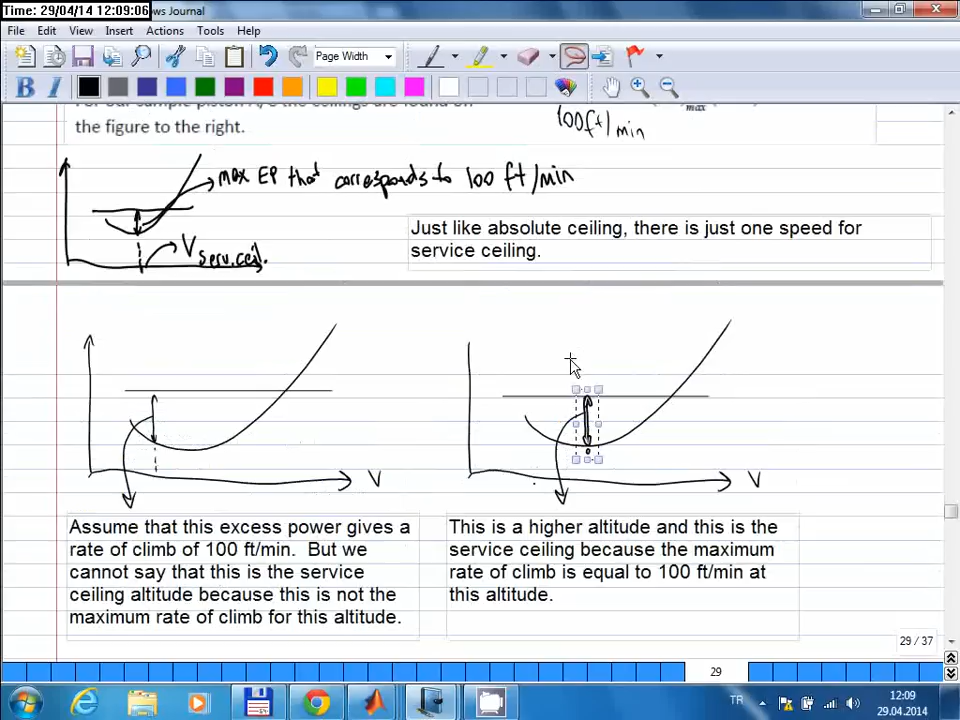 Time: 29/04/14 12:09:06
ows Journal
File Edit View Insert Actions Tools Help
Page Width
B I
the figure to the right.
max
100 ft/min
max EP that corresponds to 100 ft/min
V serv.ceil.
Just like absolute ceiling, there is just one speed for
service ceiling.
V
V
Assume that this excess power gives a
rate of climb of 100 ft/min. But we
cannot say that this is the service
ceiling altitude because this is not the
maximum rate of climb for this altitude.
This is a higher altitude and this is the
service ceiling because the maximum
rate of climb is equal to 100 ft/min at
this altitude.
29 / 37
29
TR
12:09
29.04.2014